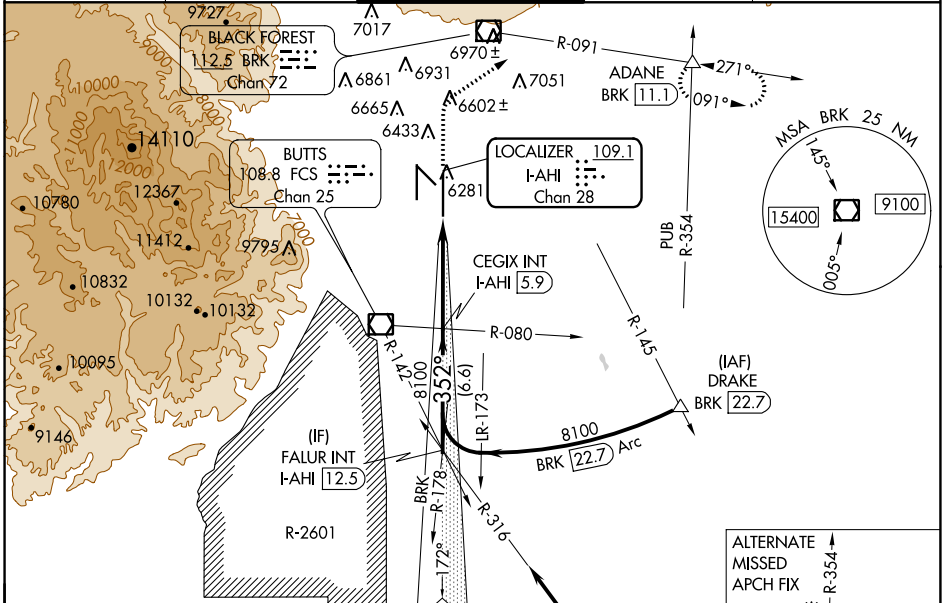 9727
7017
BLACK FOREST
112.5 BRK
Chan 72
6970 ±
R-091
6861
6931
7051
ADANE
BRK 11.1
271°
091°
10000
8000
6665
6602 ±
6433
MSA BRK 25 NM
145°
15400
9100
005°
14110
12000
BUTTS
108.8 FCS
Chan 25
LOCALIZER 109.1
I-AHI
Chan 28
6281
10780
12367
7000
11412
9795
PUB
R-354
CEGIX INT
I-AHI 5.9
10832
10132
10132
R-080
R-145
R-142
8100
352°
(6.6)
LR-173
10095
(IAF)
DRAKE
BRK 22.7
8100
BRK 22.7 Arc
9146
(IF)
FALUR INT
I-AHI 12.5
BRK
R-178
R-316
R-2601
172°
ALTERNATE
MISSED
APCH FIX
R-354